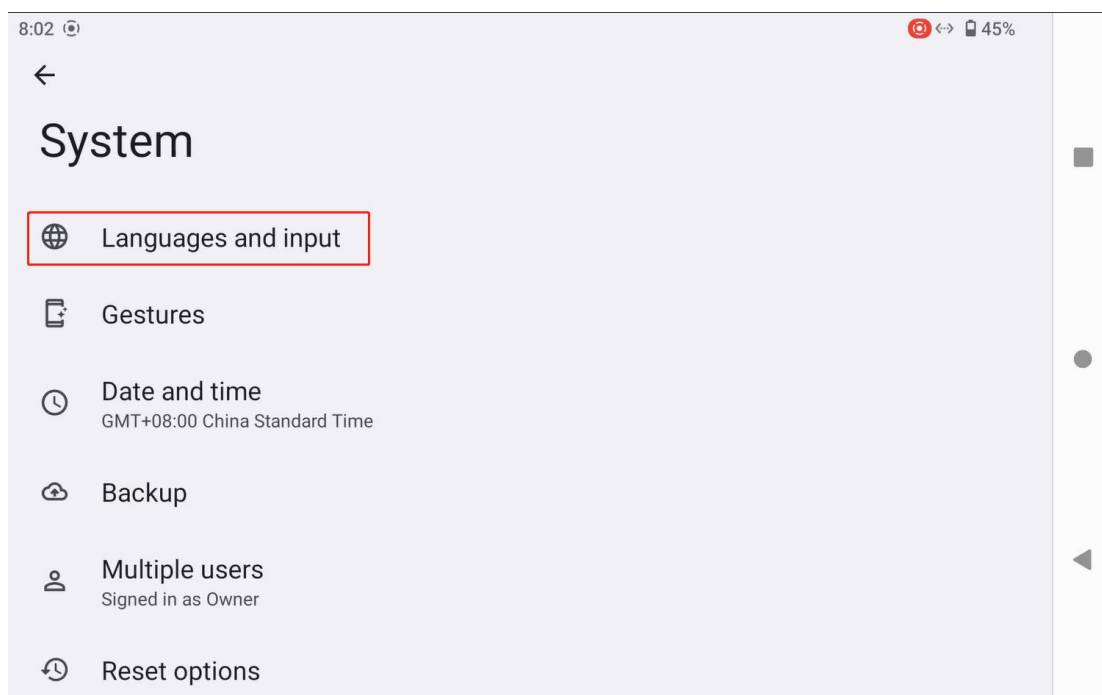 8:02
45%
System
Languages and input
Gestures
Date and time
GMT+08:00 China Standard Time
Backup
Multiple users
Signed in as Owner
Reset options